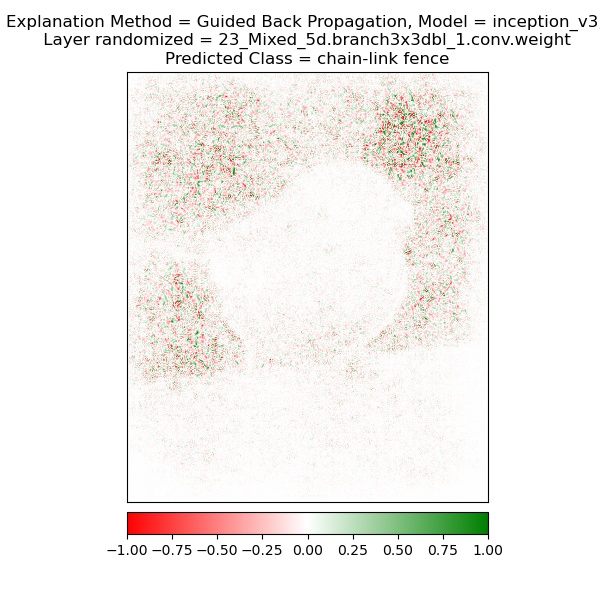 Explanation Method = Guided Back Propagation, Model = inception_v3
Layer randomized = 23_Mixed_5d.branch3x3dbl_1.conv.weight
Predicted Class = chain-link fence
−1.00 −0.75 −0.50 −0.25 0.00 0.25 0.50 0.75 1.00